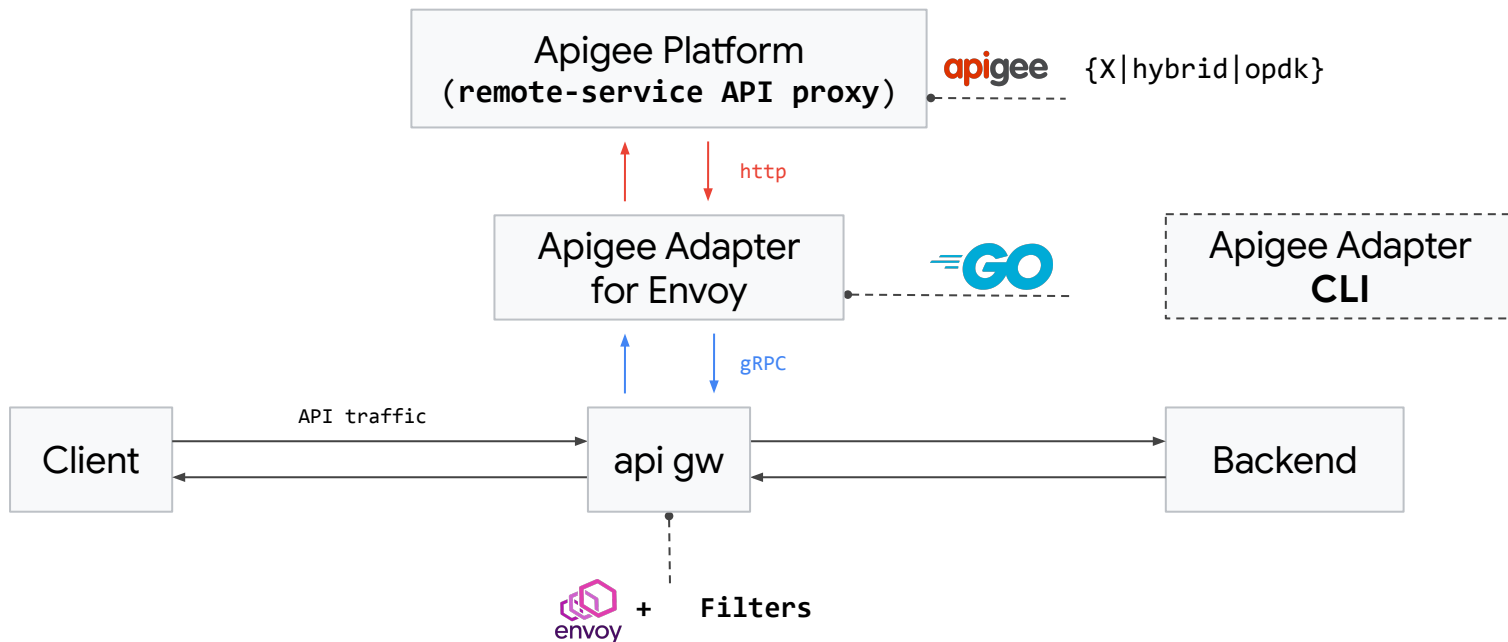 Apigee Platform
(remote-service API proxy)
apigee {X|hybrid|opdk}
http
Apigee Adapter
for Envoy
GO
Apigee Adapter
CLI
gRPC
API traffic
Client
api gw
Backend
envoy + Filters